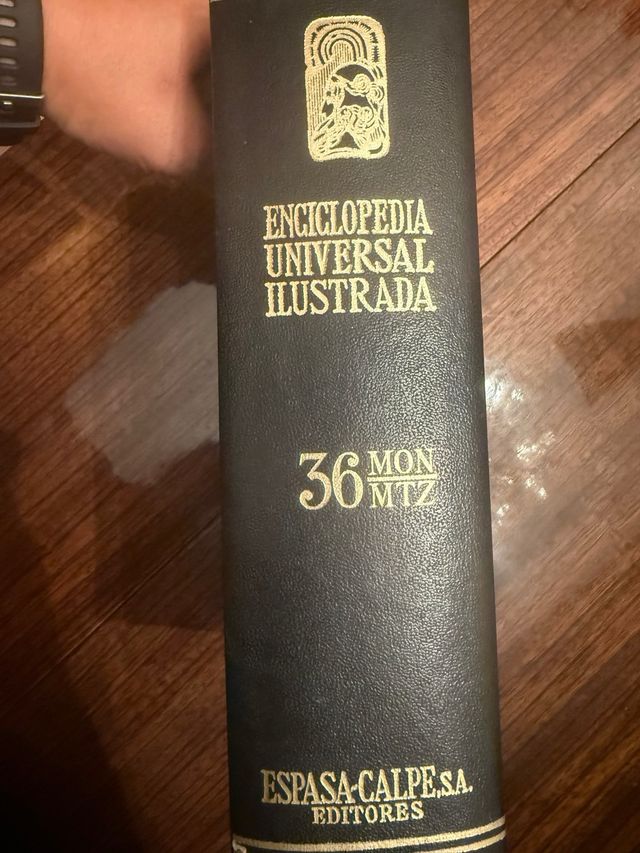 ENCICLOPEDIA
UNIVERSAL
ILUSTRADA
36 MON
MTZ
ESPASA-CALPE, S.A.
EDITORES